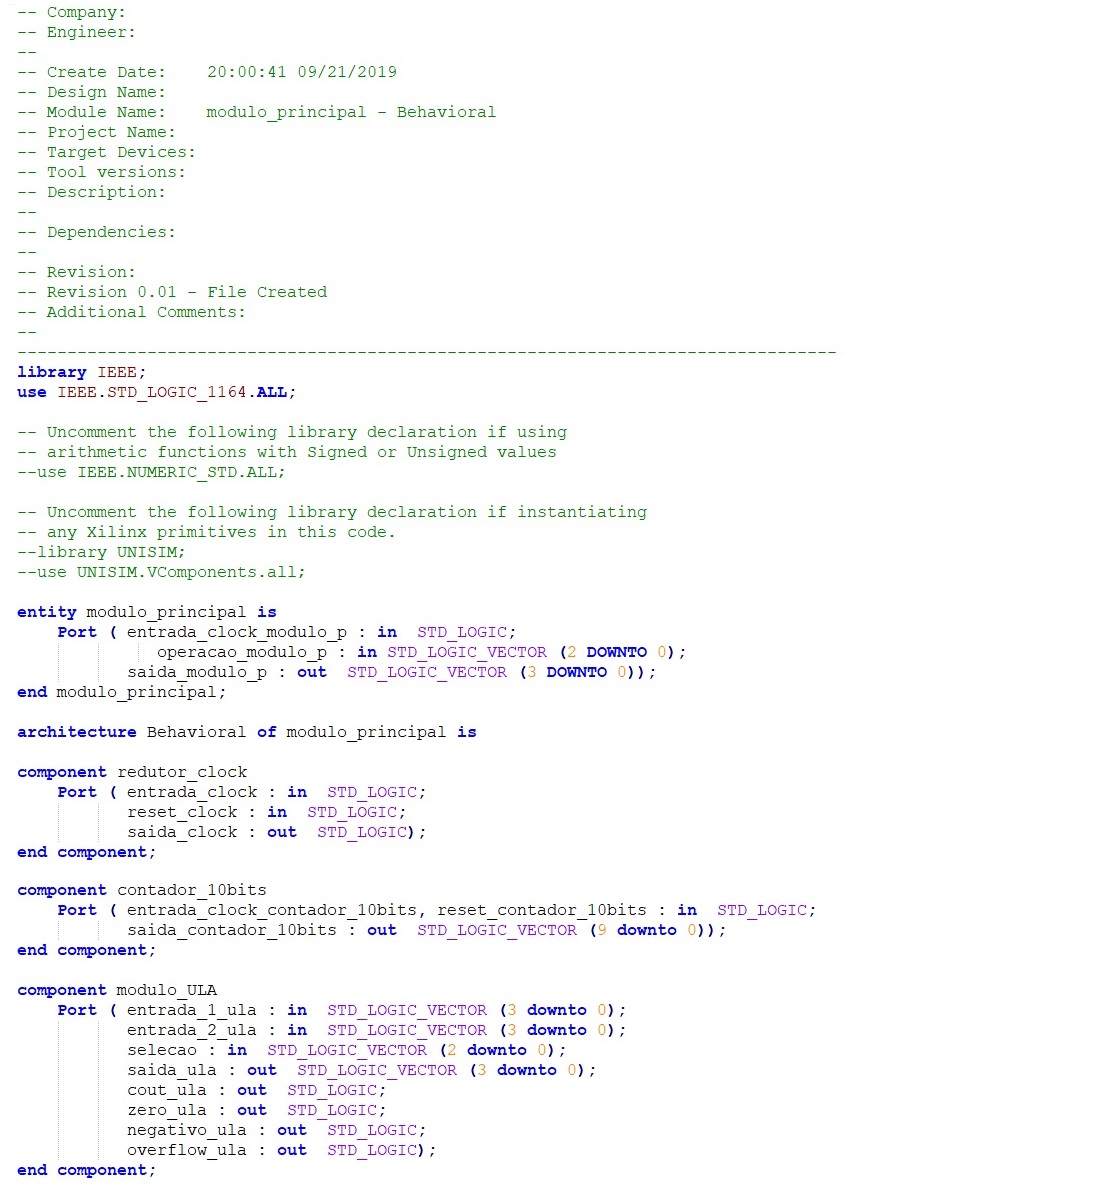 -- Company:
-- Engineer:
--
-- Create Date:    20:00:41 09/21/2019
-- Design Name:
-- Module Name:    modulo_principal - Behavioral
-- Project Name:
-- Target Devices:
-- Tool versions:
-- Description:
--
-- Dependencies:
--
-- Revision:
-- Revision 0.01 - File Created
-- Additional Comments:
--
----------------------------------------------------------------------------------
library IEEE;
use IEEE.STD_LOGIC_1164.ALL;

-- Uncomment the following library declaration if using
-- arithmetic functions with Signed or Unsigned values
--use IEEE.NUMERIC_STD.ALL;

-- Uncomment the following library declaration if instantiating
-- any Xilinx primitives in this code.
--library UNISIM;
--use UNISIM.VComponents.all;

entity modulo_principal is
    Port ( entrada_clock_modulo_p : in  STD_LOGIC;
              operacao_modulo_p : in STD_LOGIC_VECTOR (2 DOWNTO 0);
           saida_modulo_p : out  STD_LOGIC_VECTOR (3 DOWNTO 0));
end modulo_principal;

architecture Behavioral of modulo_principal is

component redutor_clock
    Port ( entrada_clock : in  STD_LOGIC;
           reset_clock : in  STD_LOGIC;
           saida_clock : out  STD_LOGIC);
end component;

component contador_10bits
    Port ( entrada_clock_contador_10bits, reset_contador_10bits : in  STD_LOGIC;
           saida_contador_10bits : out  STD_LOGIC_VECTOR (9 downto 0));
end component;

component modulo_ULA
    Port ( entrada_1_ula : in  STD_LOGIC_VECTOR (3 downto 0);
           entrada_2_ula : in  STD_LOGIC_VECTOR (3 downto 0);
           selecao : in  STD_LOGIC_VECTOR (2 downto 0);
           saida_ula : out  STD_LOGIC_VECTOR (3 downto 0);
           cout_ula : out  STD_LOGIC;
           zero_ula : out  STD_LOGIC;
           negativo_ula : out  STD_LOGIC;
           overflow_ula : out  STD_LOGIC);
end component;